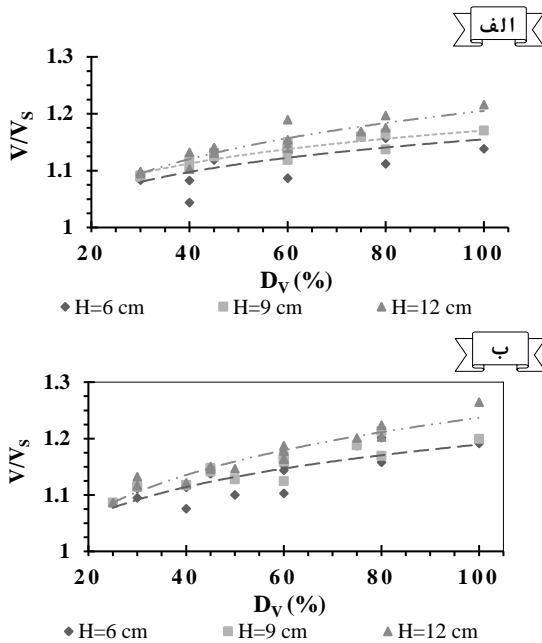 الف
1.3
1.2
V/VS
1.1
1
20 40 60 80 100
DV (%)
H=6 cm H=9 cm H=12 cm
ب
1.3
1.2
V/VS
1.1
1
20 40 60 80 100
DV (%)
H=6 cm H=9 cm H=12 cm